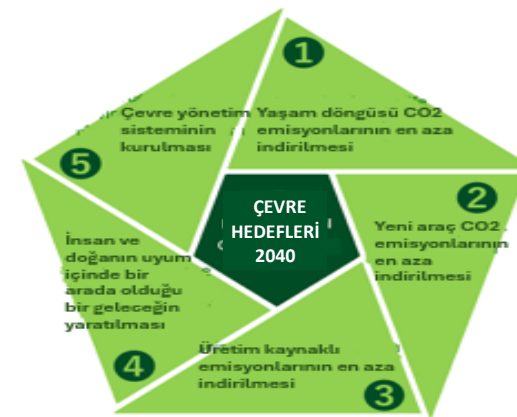 1
Yaşam döngüsü CO2
emisyonlarının en aza
indirilmesi
2
Yeni araç CO2
emisyonlarının
en aza
indirilmesi
Üretim kaynaklı
emisyonlarının en aza
indirilmesi
3
İnsan ve
doğanın uyum
içinde bir
arada olduğu
bir geleceğin
yaratılması
4
Çevre yönetim
sisteminin
kurulması
5
ÇEVRE
HEDEFLERİ
2040